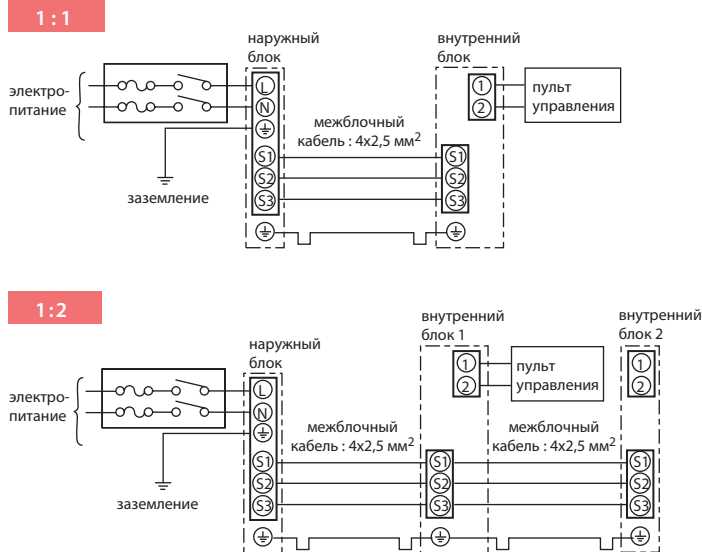 1 : 1
наружный
блок
внутренний
блок
электро-
питание
L
N
1
2
пульт
управления
межблочный
кабель : 4x2,5 мм2
S1
S2
S3
S1
S2
S3
заземление
1:2
наружный
блок
внутренний
блок 1
внутренний
блок 2
электро-
питание
L
N
1
2
пульт
управления
1
2
межблочный
кабель : 4x2,5 мм2
межблочный
кабель : 4x2,5 мм2
S1
S2
S3
S1
S2
S3
S1
S2
S3
заземление